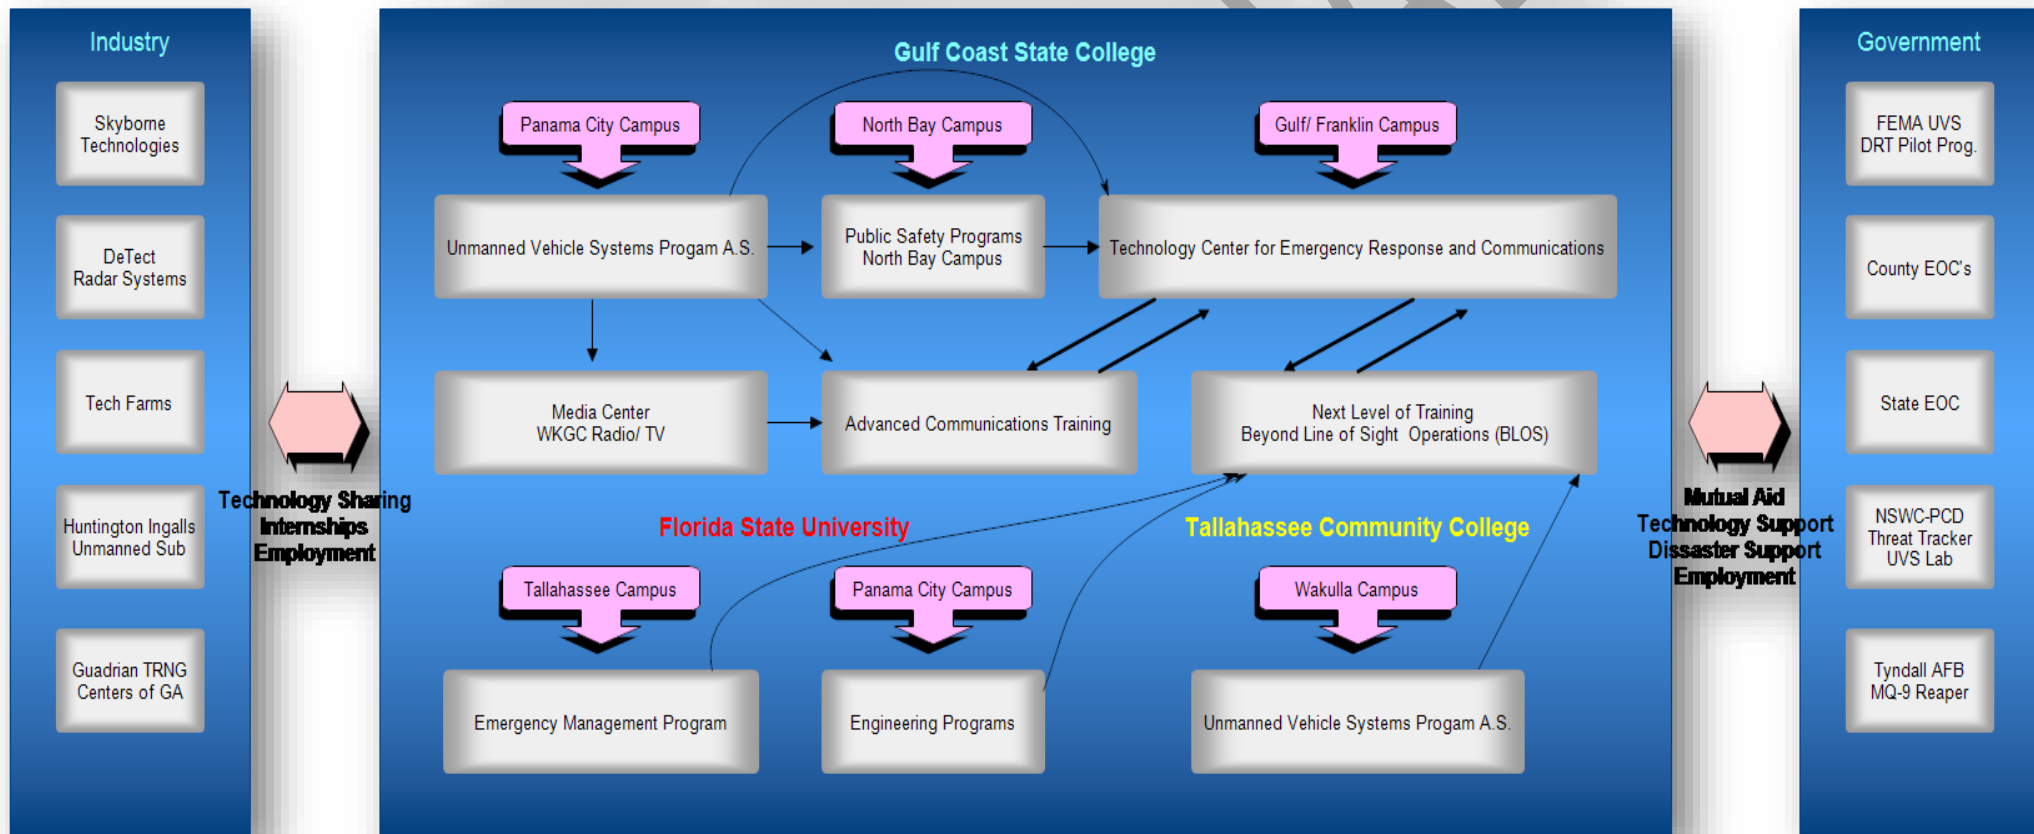 Industry
Skyborne
Technologies
DeTect
Radar Systems
Tech Farms
Huntington Ingalls
Unmanned Sub
Guadrian TRNG
Centers of GA
Technology Sharing
Internships
Employment
Gulf Coast State College
Panama City Campus
North Bay Campus
Gulf/ Franklin Campus
Unmanned Vehicle Systems Progam A.S.
Public Safety Programs
North Bay Campus
Technology Center for Emergency Response and Communications
Media Center
WKGC Radio/ TV
Advanced Communications Training
Next Level of Training
Beyond Line of Sight Operations (BLOS)
Florida State University
Tallahassee Community College
Tallahassee Campus
Panama City Campus
Wakulla Campus
Emergency Management Program
Engineering Programs
Unmanned Vehicle Systems Progam A.S.
Mutual Aid
Technology Support
Dissaster Support
Employment
Government
FEMA UVS
DRT Pilot Prog.
County EOC's
State EOC
NSWC-PCD
Threat Tracker
UVS Lab
Tyndall AFB
MQ-9 Reaper